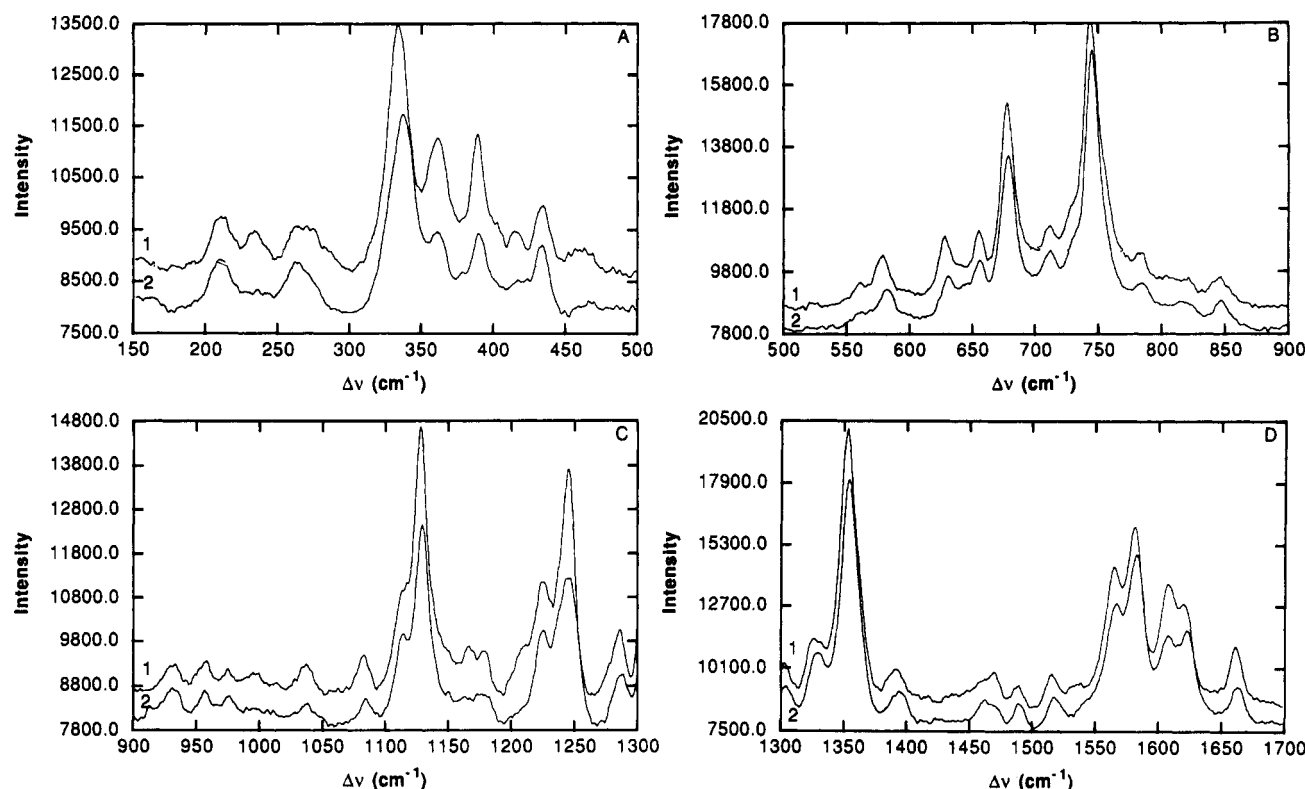 13500.0
12500.0
11500.0
10500.0
9500.0
8500.0
7500.0
Intensity
A
1
2
150 200 250 300 350 400 450 500
Δν (cm⁻¹)
17800.0
15800.0
13800.0
11800.0
9800.0
7800.0
Intensity
B
1
2
500 550 600 650 700 750 800 850 900
Δν (cm⁻¹)
14800.0
13800.0
12800.0
11800.0
10800.0
9800.0
8800.0
7800.0
Intensity
C
1
2
900 950 1000 1050 1100 1150 1200 1250 1300
Δν (cm⁻¹)
20500.0
17900.0
15300.0
12700.0
10100.0
7500.0
Intensity
D
1
2
1300 1350 1400 1450 1500 1550 1600 1650 1700
Δν (cm⁻¹)